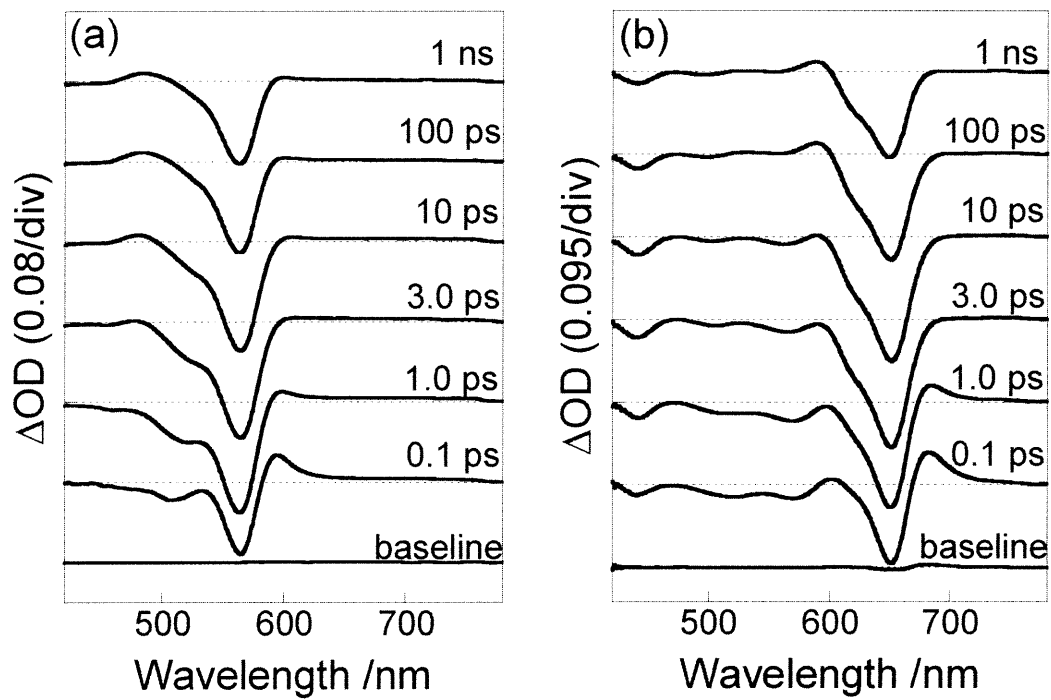 (a)
1 ns
100 ps
10 ps
3.0 ps
1.0 ps
0.1 ps
baseline
ΔOD (0.08/div)
500 600 700
Wavelength /nm
(b)
1 ns
100 ps
10 ps
3.0 ps
1.0 ps
0.1 ps
baseline
ΔOD (0.095/div)
500 600 700
Wavelength /nm